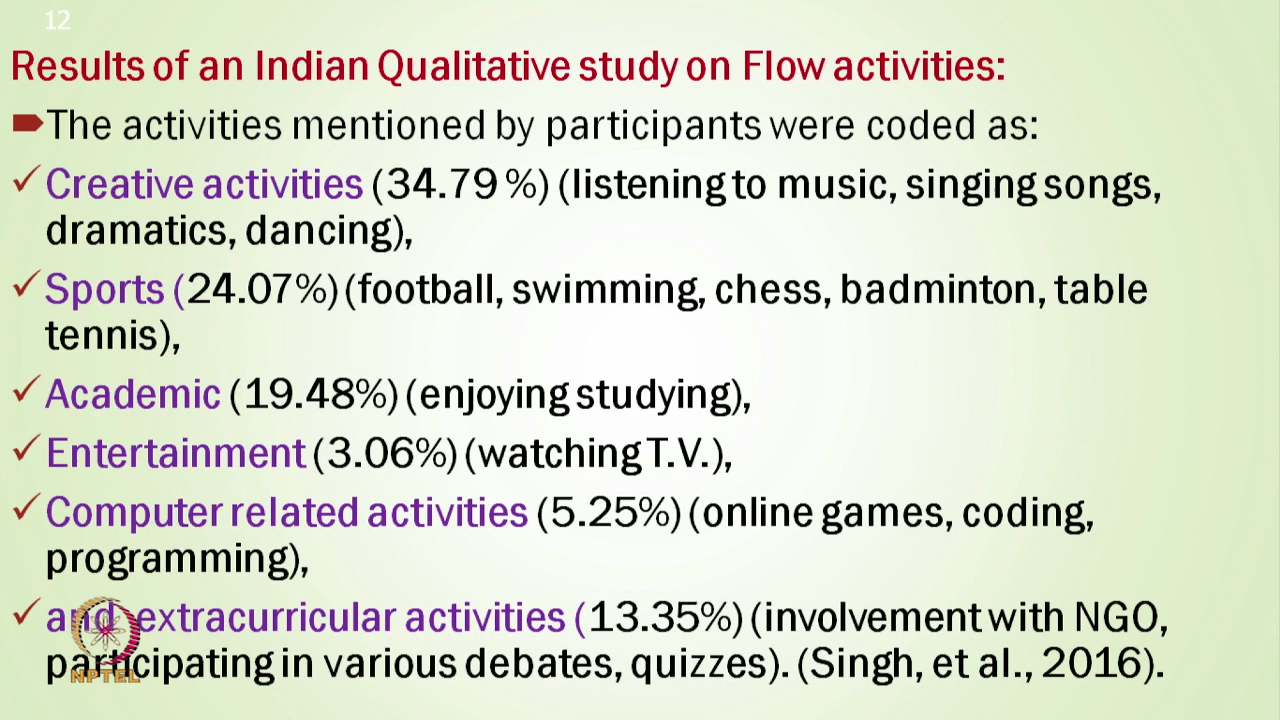 12
Results of an Indian Qualitative study on Flow activities:
The activities mentioned by participants were coded as:
Creative activities (34.79 %) (listening to music, singing songs,
dramatics, dancing),
Sports (24.07%) (football, swimming, chess, badminton, table
tennis),
Academic (19.48%) (enjoying studying),
Entertainment (3.06%) (watching T.V.),
Computer related activities (5.25%) (online games, coding,
programming),
and extracurricular activities (13.35%) (involvement with NGO,
participating in various debates, quizzes). (Singh, et al., 2016).
NPTEL